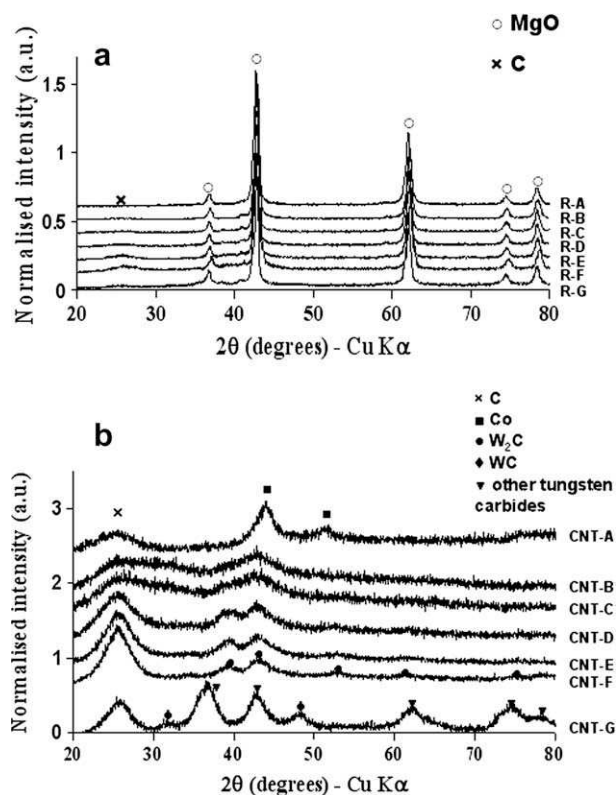 a
MgO
C
Normalised intensity (a.u.)
1.5
1
0.5
0
R-A
R-B
R-C
R-D
R-E
R-F
R-G
20 30 40 50 60 70 80
2θ (degrees) - Cu Kα
b
C
Co
W₂C
WC
other tungsten
carbides
Normalised intensity (a.u.)
3
2
1
0
CNT-A
CNT-B
CNT-C
CNT-D
CNT-E
CNT-F
CNT-G
20 30 40 50 60 70 80
2θ (degrees) - Cu Kα